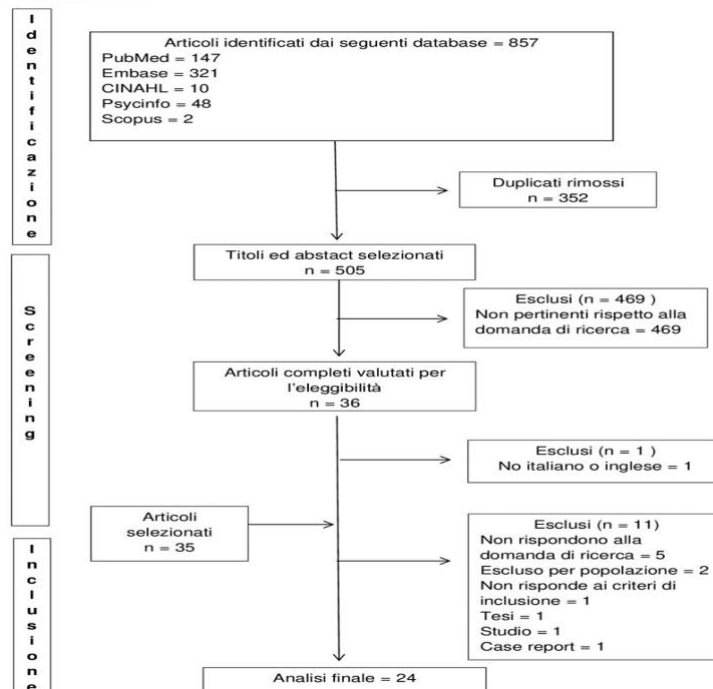 Identificazione
Articoli identificati dai seguenti database = 857
PubMed = 147
Embase = 321
CINAHL = 10
Psycinfo = 48
Scopus = 2
Duplicati rimossi
n = 352
Screening
Titoli ed abstact selezionati
n = 505
Esclusi (n = 469 )
Non pertinenti rispetto alla
domanda di ricerca = 469
Articoli completi valutati per
l'eleggibilità
n = 36
Esclusi (n = 1 )
No italiano o inglese = 1
Articoli
selezionati
n = 35
Inclusione
Esclusi (n = 11)
Non rispondono alla
domanda di ricerca = 5
Escluso per popolazione = 2
Non risponde ai criteri di
inclusione = 1
Tesi = 1
Studio = 1
Case report = 1
Analisi finale = 24